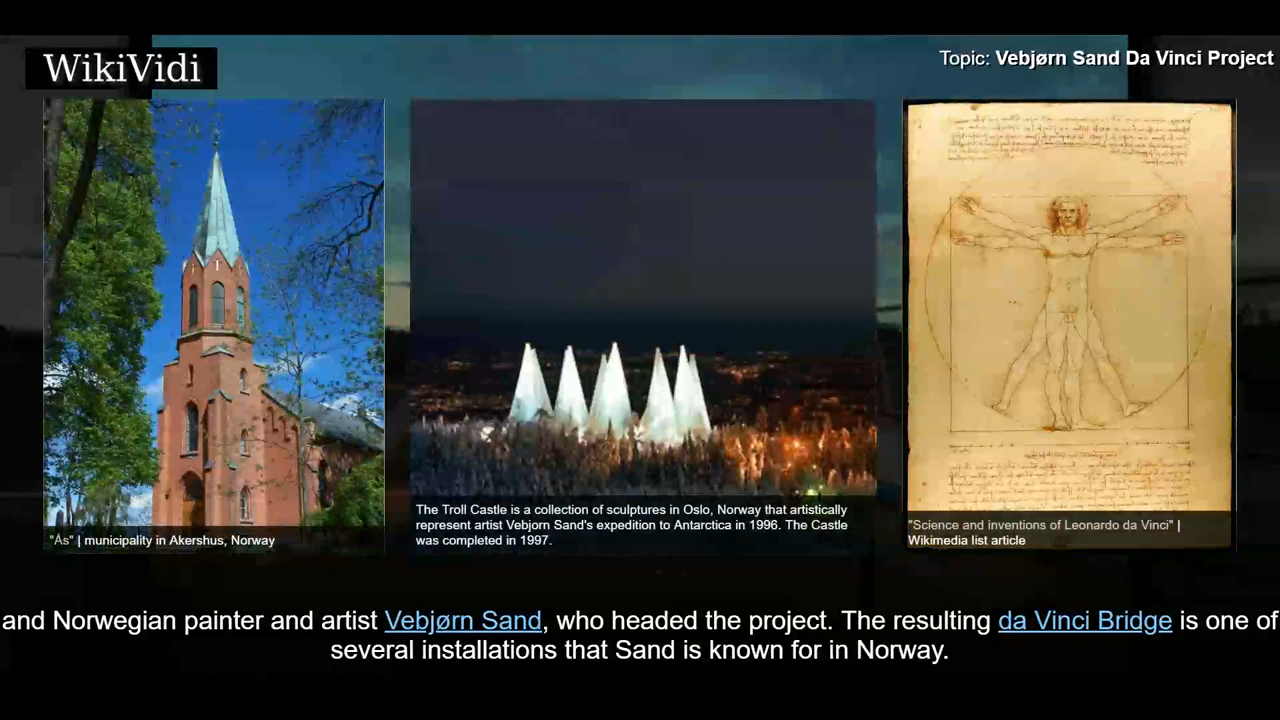 WikiVidi
Topic: Vebjørn Sand Da Vinci Project
"Ås" | municipality in Akershus, Norway
The Troll Castle is a collection of sculptures in Oslo, Norway that artistically
represent artist Vebjorn Sand's expedition to Antarctica in 1996. The Castle
was completed in 1997.
"Science and inventions of Leonardo da Vinci" |
Wikimedia list article
and Norwegian painter and artist Vebjørn Sand, who headed the project. The resulting da Vinci Bridge is one of
several installations that Sand is known for in Norway.